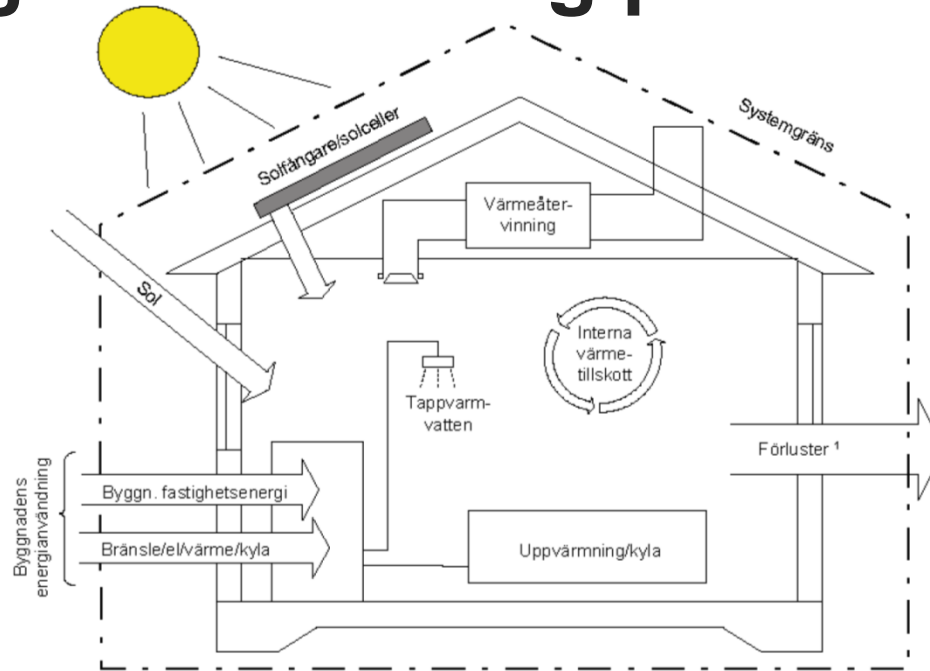 Systemgräns
Solfångare/solceller
Värmeåter-
vinning
Sol
Interna
värme-
tillskott
Tappvarm-
vatten
Förluster ¹
Byggnadens
energianvändning
Byggn. fastighetsenergi
Bränsle/el/värme/kyla
Uppvärmning/kyla